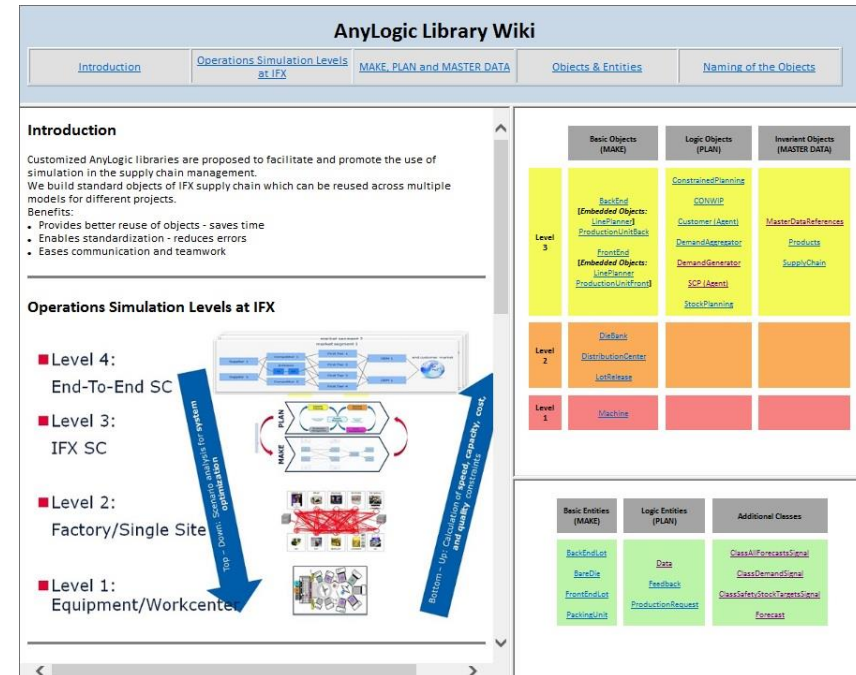 AnyLogic Library Wiki
Introduction
Operations Simulation Levels
at IFX
MAKE, PLAN and MASTER DATA
Objects & Entities
Naming of the Objects
Introduction
Customized AnyLogic libraries are proposed to facilitate and promote the use of
simulation in the supply chain management.
We build standard objects of IFX supply chain which can be reused across multiple
models for different projects.
Benefits:
• Provides better reuse of objects - saves time
• Enables standardization - reduces errors
• Eases communication and teamwork
Operations Simulation Levels at IFX
Level 4:
End-To-End SC
Level 3:
IFX SC
Level 2:
Factory/Single Site
Level 1:
Equipment/Workcenter
Top – Down: Scenario analysis for system
optimization
PLAN
MAKE
Bottom – Up: Calculation of speed, capacity, cost,
and quality constraints
Basic Objects
(MAKE)
Logic Objects
(PLAN)
Invariant Objects
(MASTER DATA)
Level
3
BackEnd
[Embedded Objects:
LinePlanner]
ProductionUnitBack
FrontEnd
[Embedded Objects:
LinePlanner
ProductionUnitFront]
ConstrainedPlanning
CONWIP
Customer (Agent)
DemandAggregator
DemandGenerator
SCP (Agent)
StockPlanning
MasterDataReferences
Products
SupplyChain
Level
2
DieBank
DistributionCenter
LotRelease
Level
1
Machine
Basic Entities
(MAKE)
Logic Entities
(PLAN)
Additional Classes
BackEndLot
BareDie
FrontEndLot
PackingUnit
Data
Feedback
ProductionRequest
ClassAllForecastsSignal
ClassDemandSignal
ClassSafetyStockTargetsSignal
Forecast